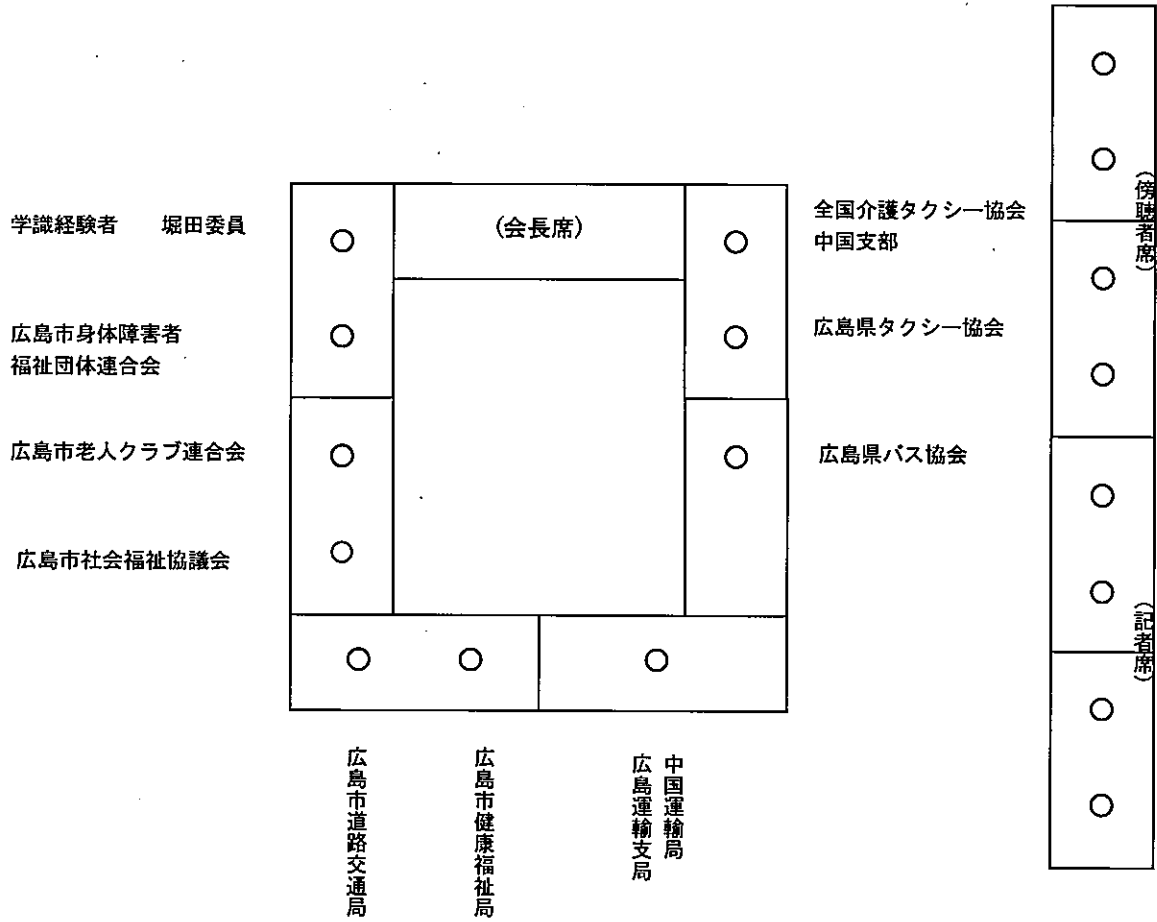 学識経験者　堀田委員
広島市身体障害者
福祉団体連合会
広島市老人クラブ連合会
広島市社会福祉協議会
(会長席)
全国介護タクシー協会
中国支部
広島県タクシー協会
広島県バス協会
広島市道路交通局
広島市健康福祉局
中国運輸局
広島運輸支局
(傍聴者席)
(記者席)